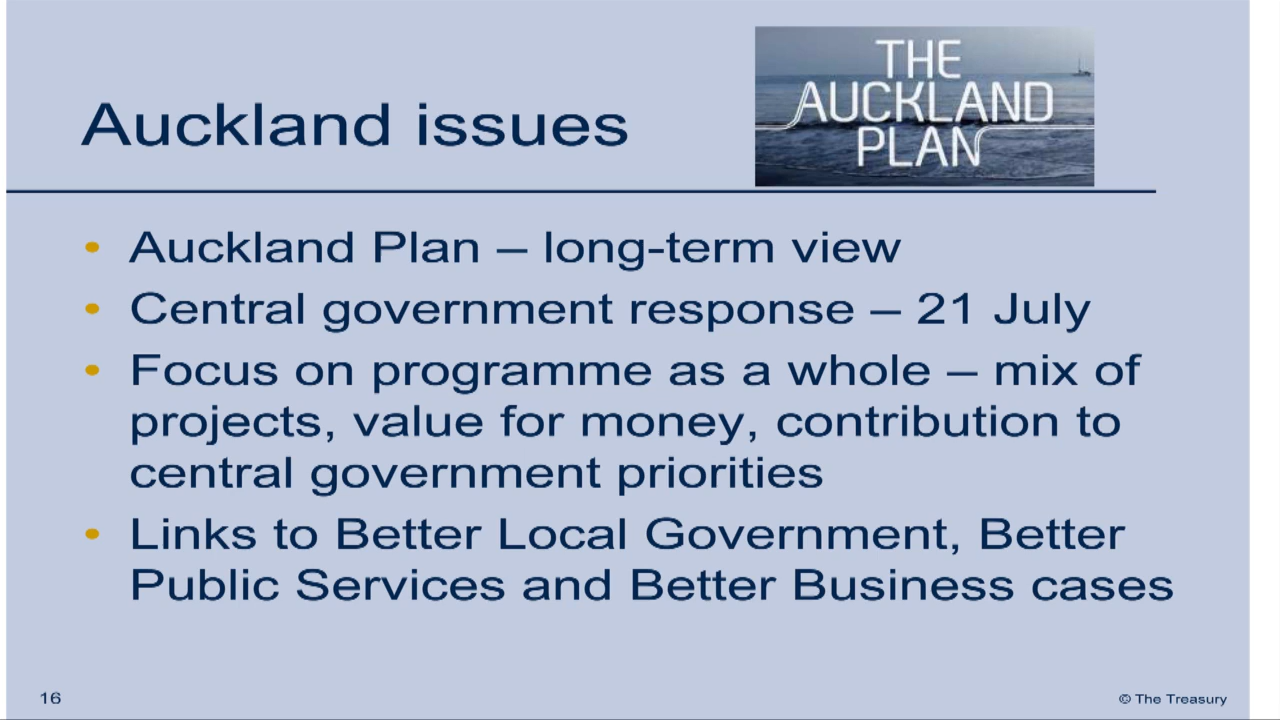 THE
AUCKLAND
PLAN
Auckland issues
• Auckland Plan – long-term view
• Central government response – 21 July
• Focus on programme as a whole – mix of
projects, value for money, contribution to
central government priorities
• Links to Better Local Government, Better
Public Services and Better Business cases
16
© The Treasury